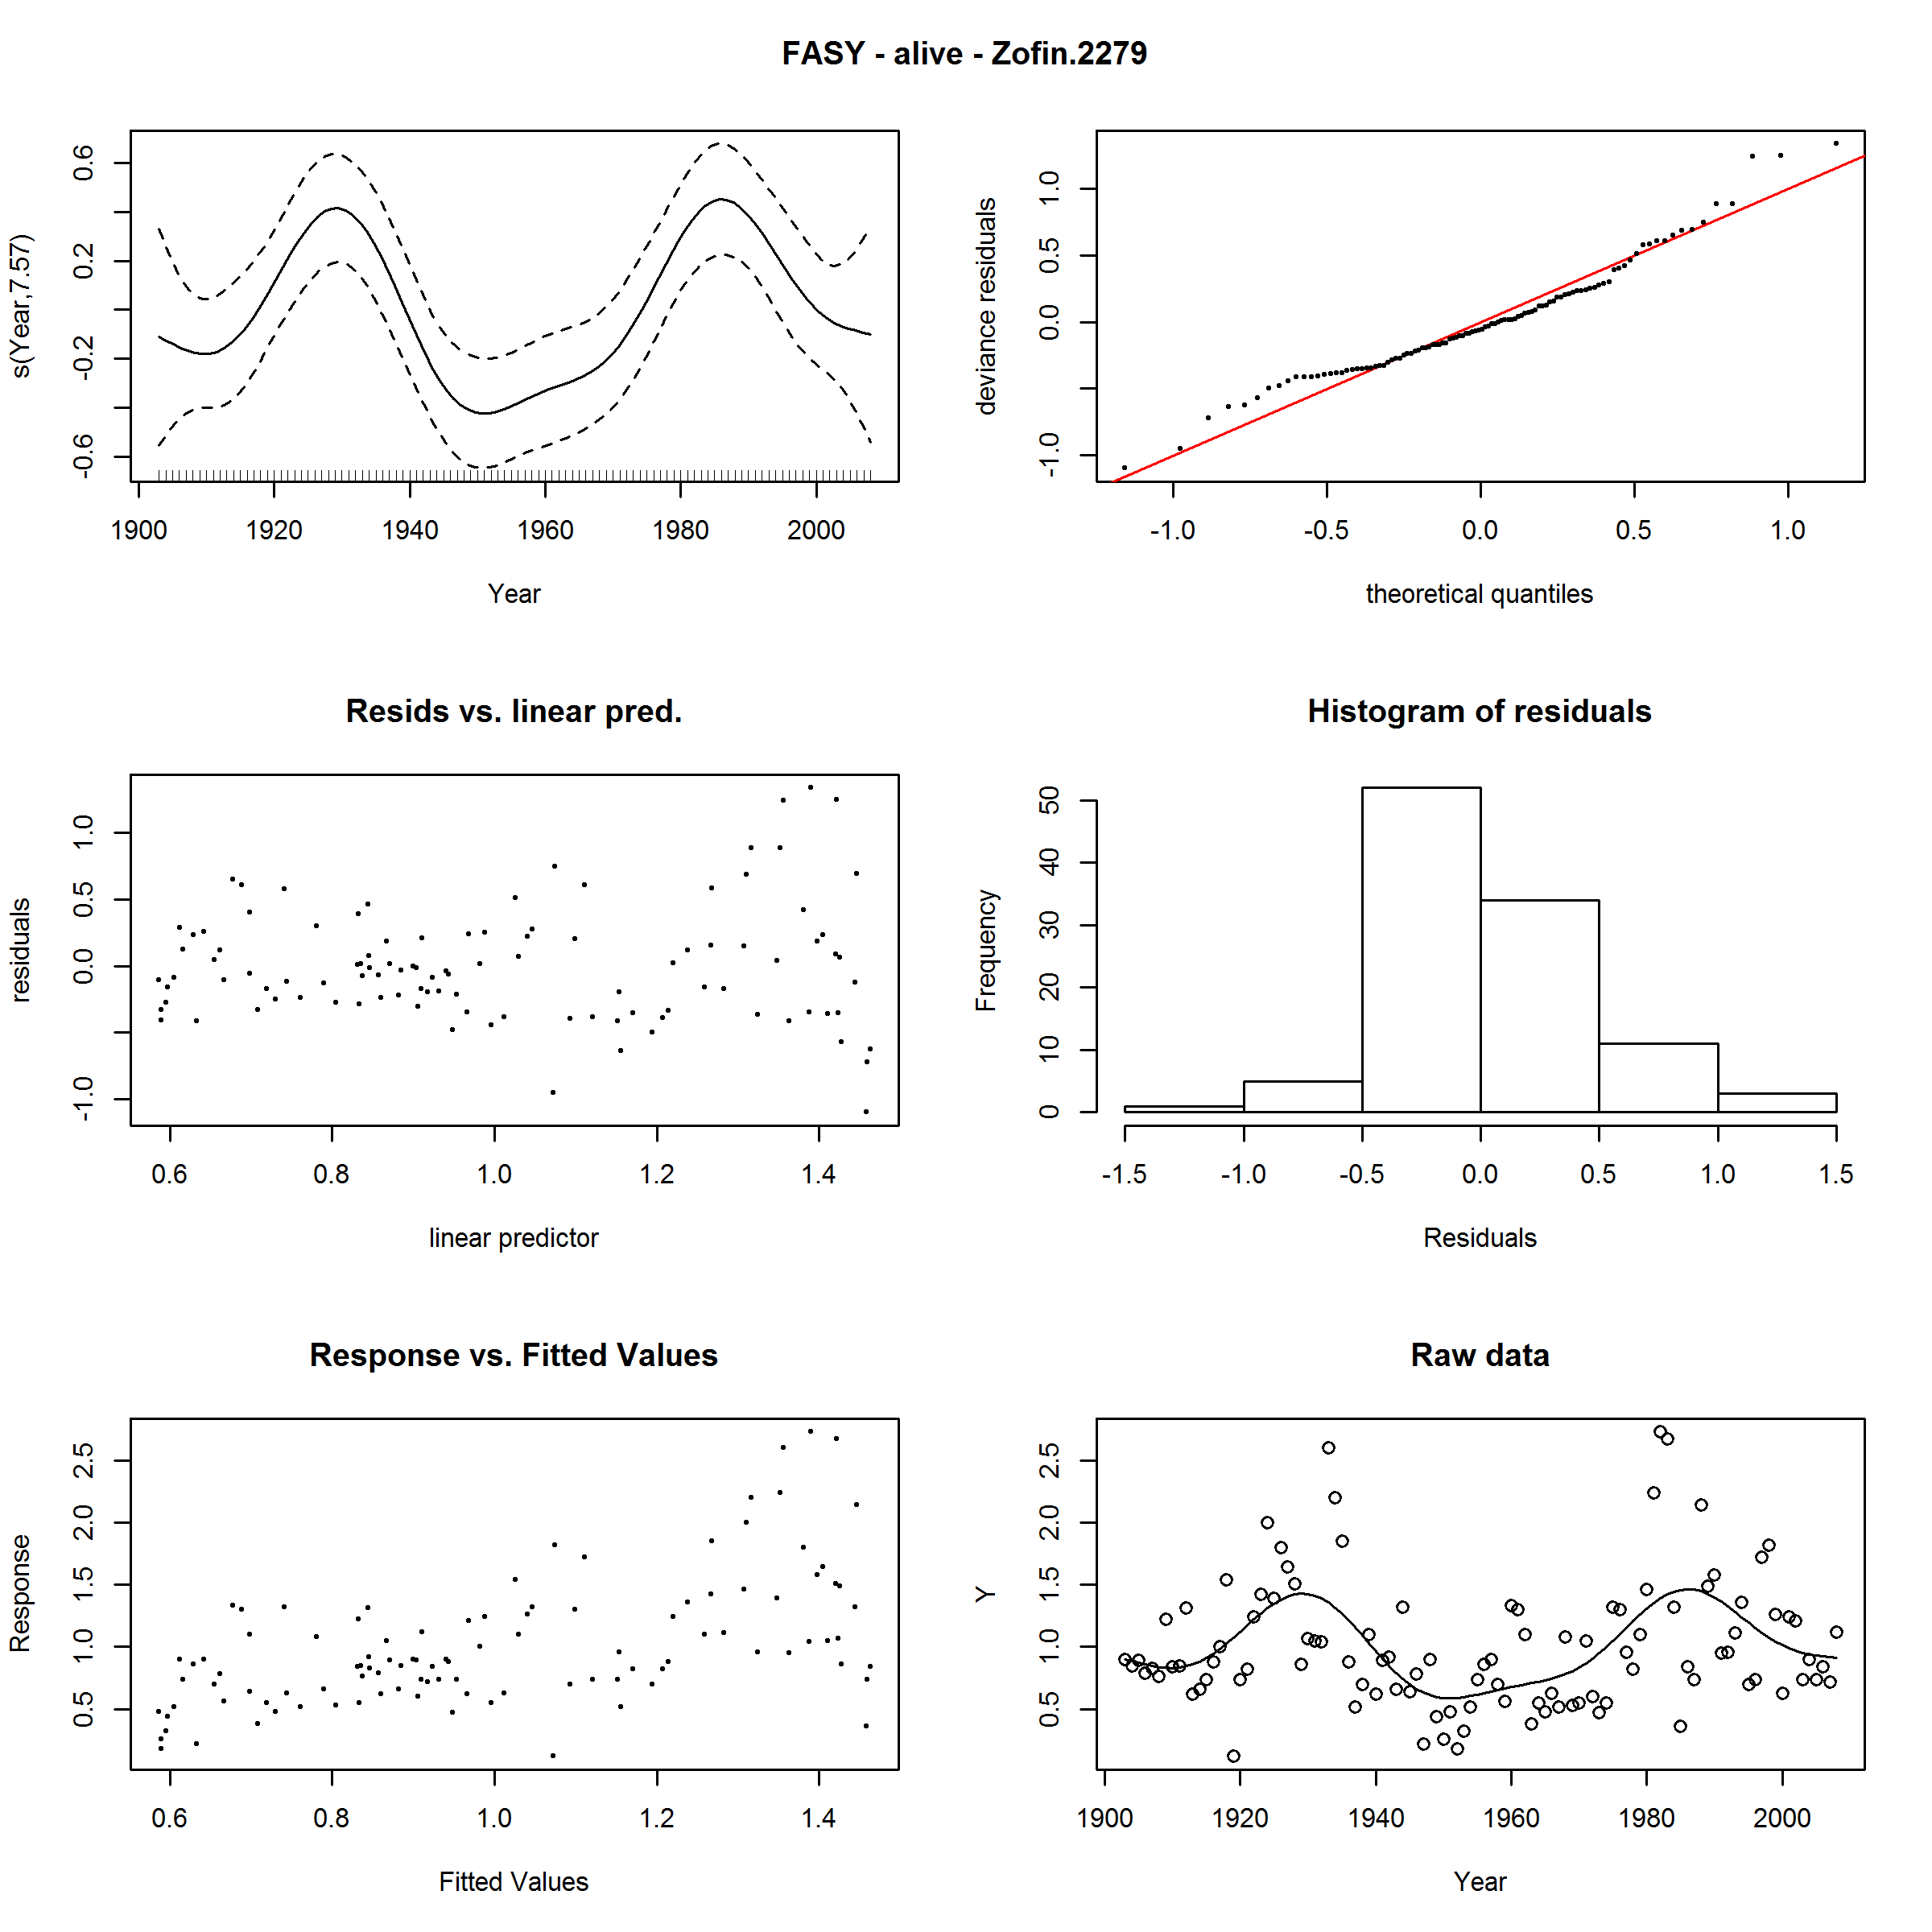 FASY - alive - Zofin.2279
s(Year,7.57)
-0.6 -0.2 0.2 0.6
1900 1920 1940 1960 1980 2000
Year
deviance residuals
-1.0 0.0 0.5 1.0
-1.0 -0.5 0.0 0.5 1.0
theoretical quantiles
Resids vs. linear pred.
residuals
-1.0 0.0 0.5 1.0
0.6 0.8 1.0 1.2 1.4
linear predictor
Histogram of residuals
Frequency
0 10 20 30 40 50
-1.5 -1.0 -0.5 0.0 0.5 1.0 1.5
Residuals
Response vs. Fitted Values
Response
0.5 1.0 1.5 2.0 2.5
0.6 0.8 1.0 1.2 1.4
Fitted Values
Raw data
Y
0.5 1.0 1.5 2.0 2.5
1900 1920 1940 1960 1980 2000
Year